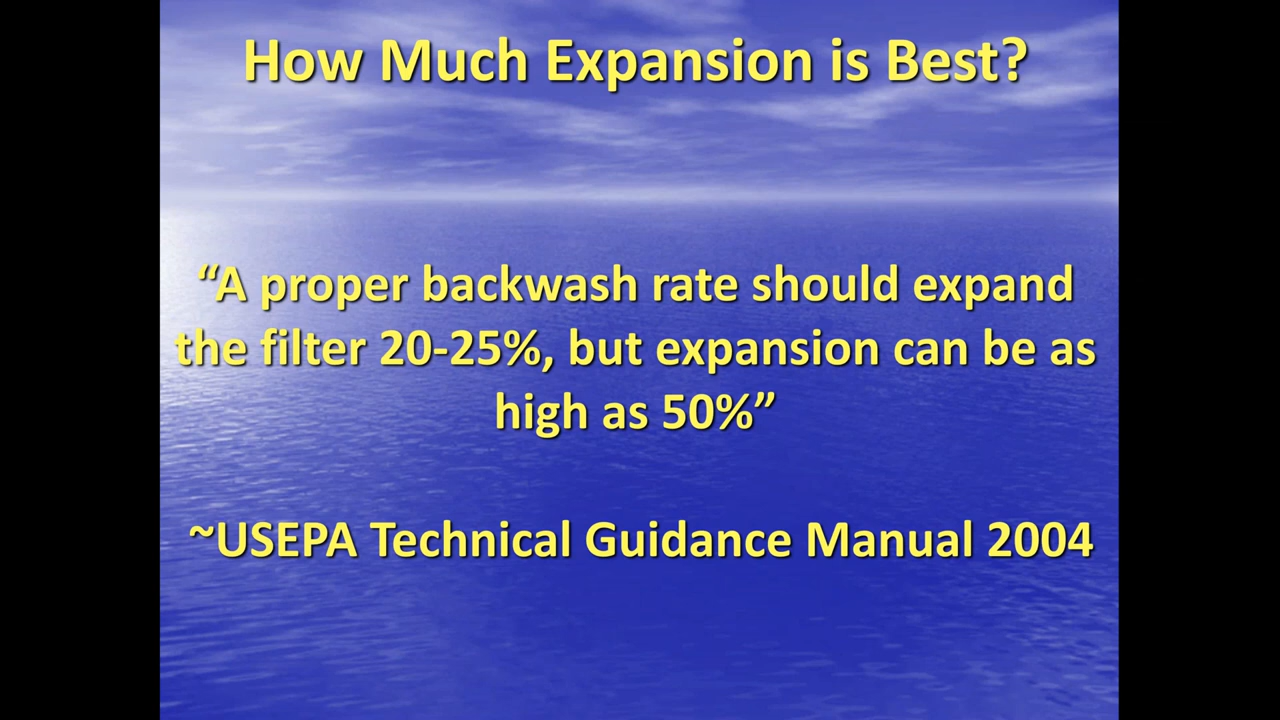 How Much Expansion is Best?
“A proper backwash rate should expand
the filter 20-25%, but expansion can be as
high as 50%”
~USEPA Technical Guidance Manual 2004